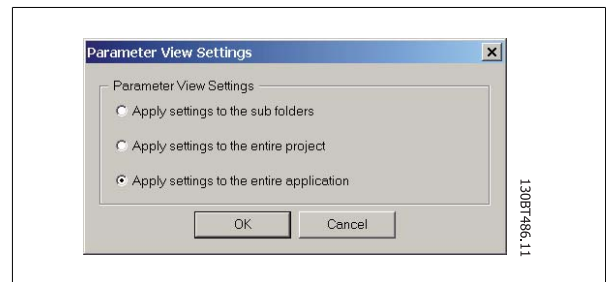 Parameter View Settings
Parameter View Settings
Apply settings to the sub folders
Apply settings to the entire project
Apply settings to the entire application
OK
Cancel
130BT486.11